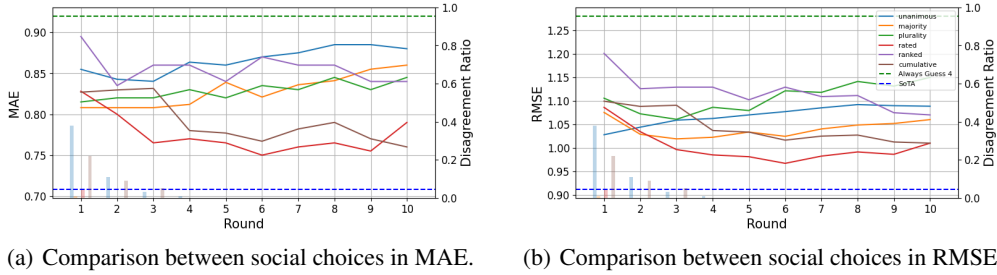 0.90
0.85
0.80
0.75
0.70
MAE
1.0
0.8
0.6
0.4
0.2
0.0
Disagreement Ratio
1 2 3 4 5 6 7 8 9 10
Round
1.25
1.20
1.15
1.10
1.05
1.00
0.95
0.90
RMSE
unanimous
majority
plurality
rated
ranked
cumulative
Always Guess 4
SoTA
1.0
0.8
0.6
0.4
0.2
0.0
Disagreement Ratio
1 2 3 4 5 6 7 8 9 10
Round
(a) Comparison between social choices in MAE.
(b) Comparison between social choices in RMSE